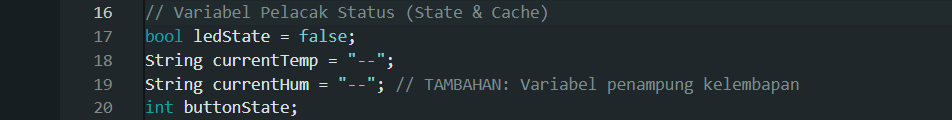 16 // Variabel Pelacak Status (State & Cache)
17 bool ledState = false;
18 String currentTemp = "--";
19 String currentHum = "--"; // TAMBAHAN: Variabel penampung kelembapan
20 int buttonState;